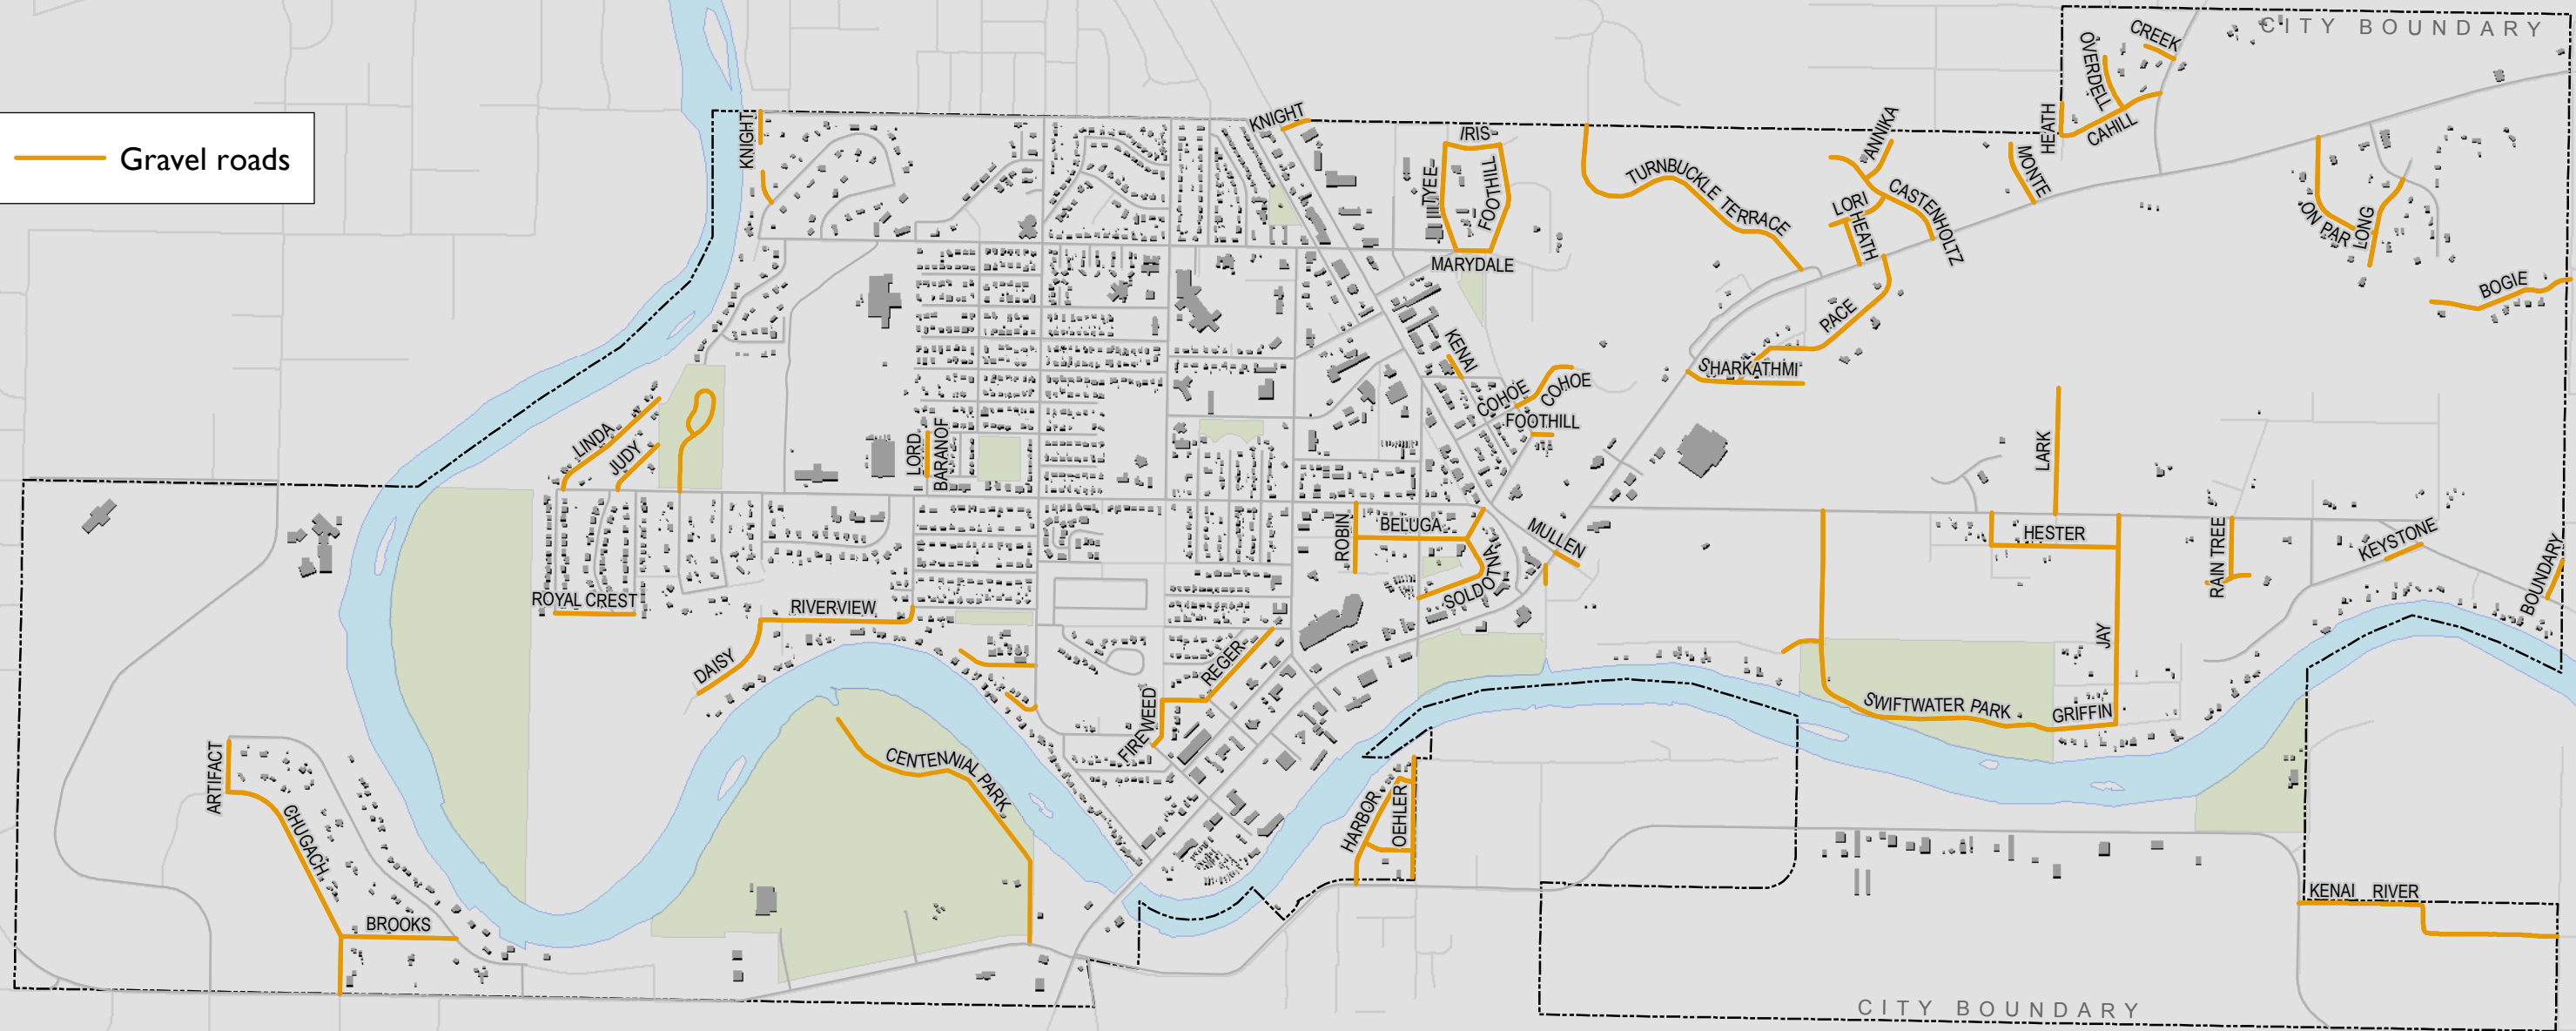 CITY BOUNDARY
CREEK
OVERDELL
CAHILL
HEATH
KNIGHT
Gravel roads
KNIGHT
IRIS
TYEE
FOOTHILL
MARYDALE
TURNBUCKLE TERRACE
ANNIKA
LORI
HEATH
CASTENHOLTZ
MONTE
ON PAR
LONG
BOGIE
PACE
SHARKATHMI
KENAI
COHOE
COHOE
FOOTHILL
LINDA
JUDY
LORD
BARANOF
LARK
ROBIN
BELUGA
SOLDOTNA
MULLEN
HESTER
RAIN TREE
KEYSTONE
BOUNDARY
ROYAL CREST
RIVERVIEW
DAISY
REGER
FIREWEED
JAY
SWIFTWATER PARK
GRIFFIN
CENTENNIAL PARK
ARTIFACT
CHUGACH
BROOKS
HARBOR
OEHLER
KENAI RIVER
CITY BOUNDARY